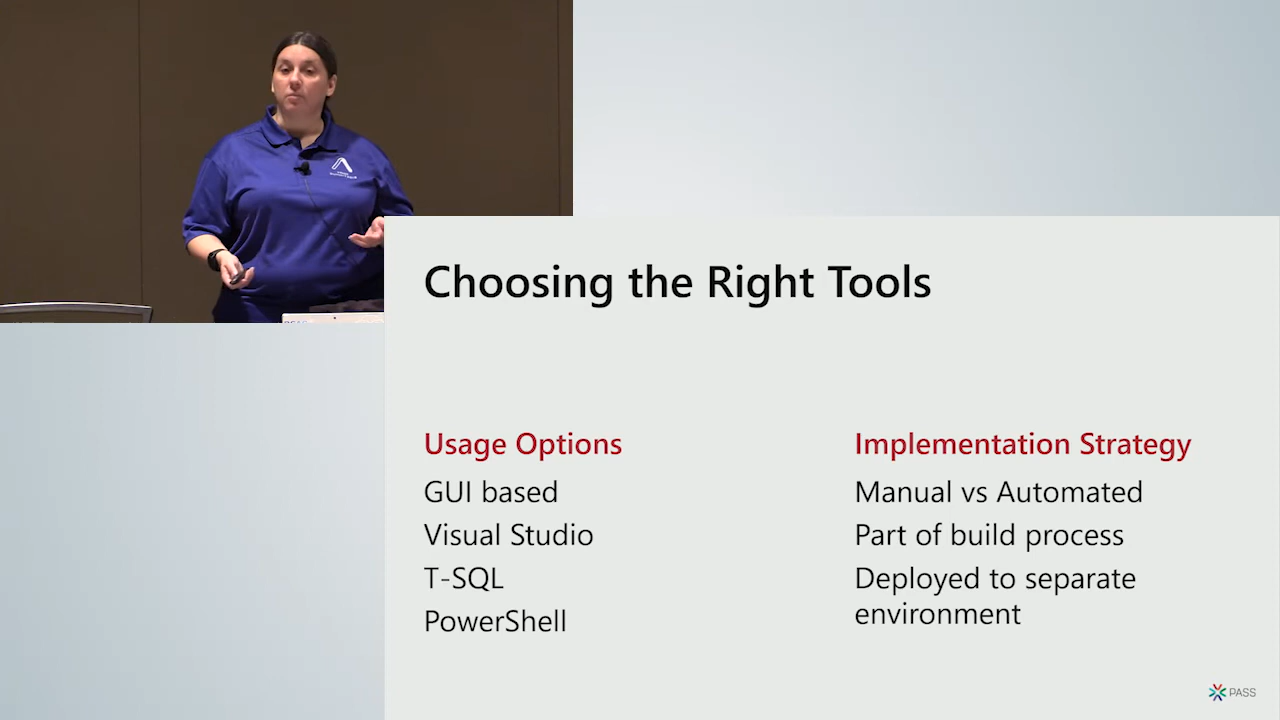 Choosing the Right Tools
Usage Options
GUI based
Visual Studio
T-SQL
PowerShell
Implementation Strategy
Manual vs Automated
Part of build process
Deployed to separate
environment
PASS